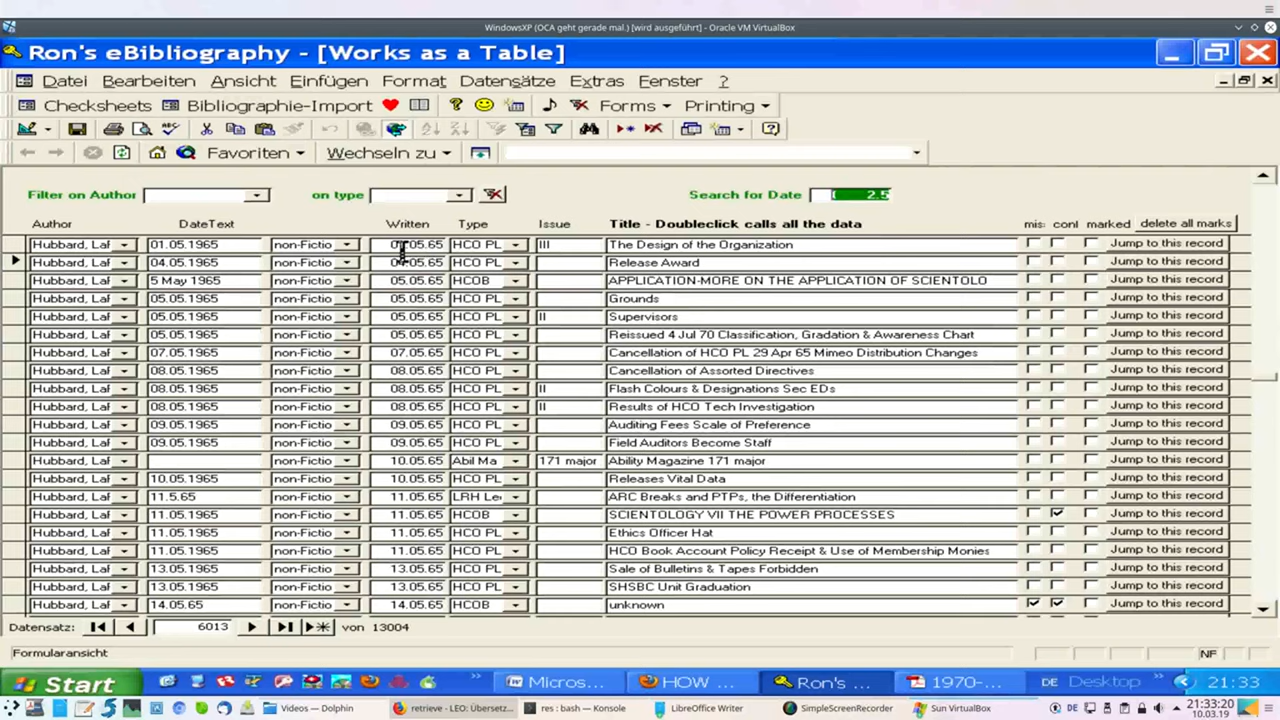 WindowsXP (OCA geht gerade mal.) [wird ausgeführt] - Oracle VM VirtualBox
Ron's eBibliography - [Works as a Table]
Datei Bearbeiten Ansicht Einfügen Format Datensätze Extras Fenster ?
Checksheets Bibliographie-Import Forms Printing
Favoriten Wechseln zu
Filter on Author on type Search for Date 2.5
Author DateText Written Type Issue Title - Doubleclick calls all the data mis: conl marked delete all marks
Hubbard, Laf 01.05.1965 non-Fictio 05.65 HCO PL III The Design of the Organization Jump to this record
Hubbard, Laf 04.05.1965 non-Fictio 05.65 HCO PL Release Award Jump to this record
Hubbard, Laf 5 May 1965 non-Fictio 05.05.65 HCOB APPLICATION-MORE ON THE APPLICATION OF SCIENTOLO Jump to this record
Hubbard, Laf 05.05.1965 non-Fictio 05.05.65 HCO PL Grounds Jump to this record
Hubbard, Laf 05.05.1965 non-Fictio 05.05.65 HCO PL II Supervisors Jump to this record
Hubbard, Laf 05.05.1965 non-Fictio 05.05.65 HCO PL Reissued 4 Jul 70 Classification, Gradation & Awareness Chart Jump to this record
Hubbard, Laf 07.05.1965 non-Fictio 07.05.65 HCO PL Cancellation of HCO PL 29 Apr 65 Mimeo Distribution Changes Jump to this record
Hubbard, Laf 08.05.1965 non-Fictio 08.05.65 HCO PL Cancellation of Assorted Directives Jump to this record
Hubbard, Laf 08.05.1965 non-Fictio 08.05.65 HCO PL II Flash Colours & Designations Sec EDs Jump to this record
Hubbard, Laf 08.05.1965 non-Fictio 08.05.65 HCO PL II Results of HCO Tech Investigation Jump to this record
Hubbard, Laf 09.05.1965 non-Fictio 09.05.65 HCO PL Auditing Fees Scale of Preference Jump to this record
Hubbard, Laf 09.05.1965 non-Fictio 09.05.65 HCO PL Field Auditors Become Staff Jump to this record
Hubbard, Laf non-Fictio 10.05.65 Abil Ma 171 major Ability Magazine 171 major Jump to this record
Hubbard, Laf 10.05.1965 non-Fictio 10.05.65 HCO PL Releases Vital Data Jump to this record
Hubbard, Laf 11.5.65 non-Fictio 11.05.65 LRH Le ARC Breaks and PTPs, the Differentiation Jump to this record
Hubbard, Laf 11.05.1965 non-Fictio 11.05.65 HCOB SCIENTOLOGY VII THE POWER PROCESSES Jump to this record
Hubbard, Laf 11.05.1965 non-Fictio 11.05.65 HCO PL Ethics Officer Hat Jump to this record
Hubbard, Laf 11.05.1965 non-Fictio 11.05.65 HCO PL HCO Book Account Policy Receipt & Use of Membership Monies Jump to this record
Hubbard, Laf 13.05.1965 non-Fictio 13.05.65 HCO PL Sale of Bulletins & Tapes Forbidden Jump to this record
Hubbard, Laf 13.05.1965 non-Fictio 13.05.65 HCO PL SHSBC Unit Graduation Jump to this record
Hubbard, Laf 14.05.65 non-Fictio 14.05.65 HCOB unknown Jump to this record
Datensatz: 6013 von 13004
Formularansicht NF
Start Micros... HOW ... Ron's ... 1970-... DE Desktop 21:33
Videos — Dolphin retrieve - LEO: Übersetz... res : bash — Konsole LibreOffice Writer SimpleScreenRecorder Sun VirtualBox DE 21:33:20
10.03.19